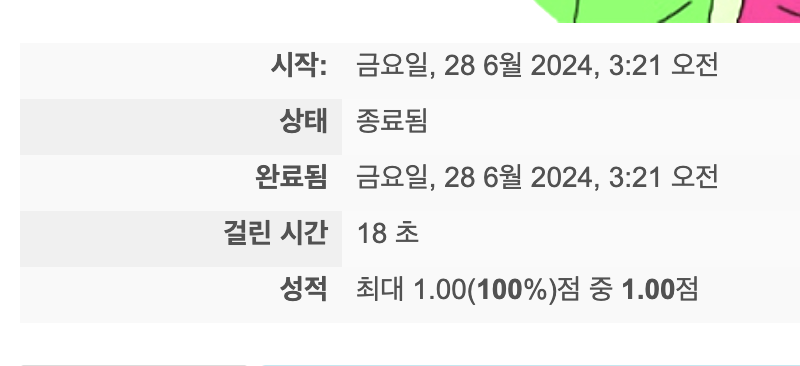 시작: 금요일, 28 6월 2024, 3:21 오전
상태 종료됨
완료됨 금요일, 28 6월 2024, 3:21 오전
걸린 시간 18 초
성적 최대 1.00(100%)점 중 1.00점